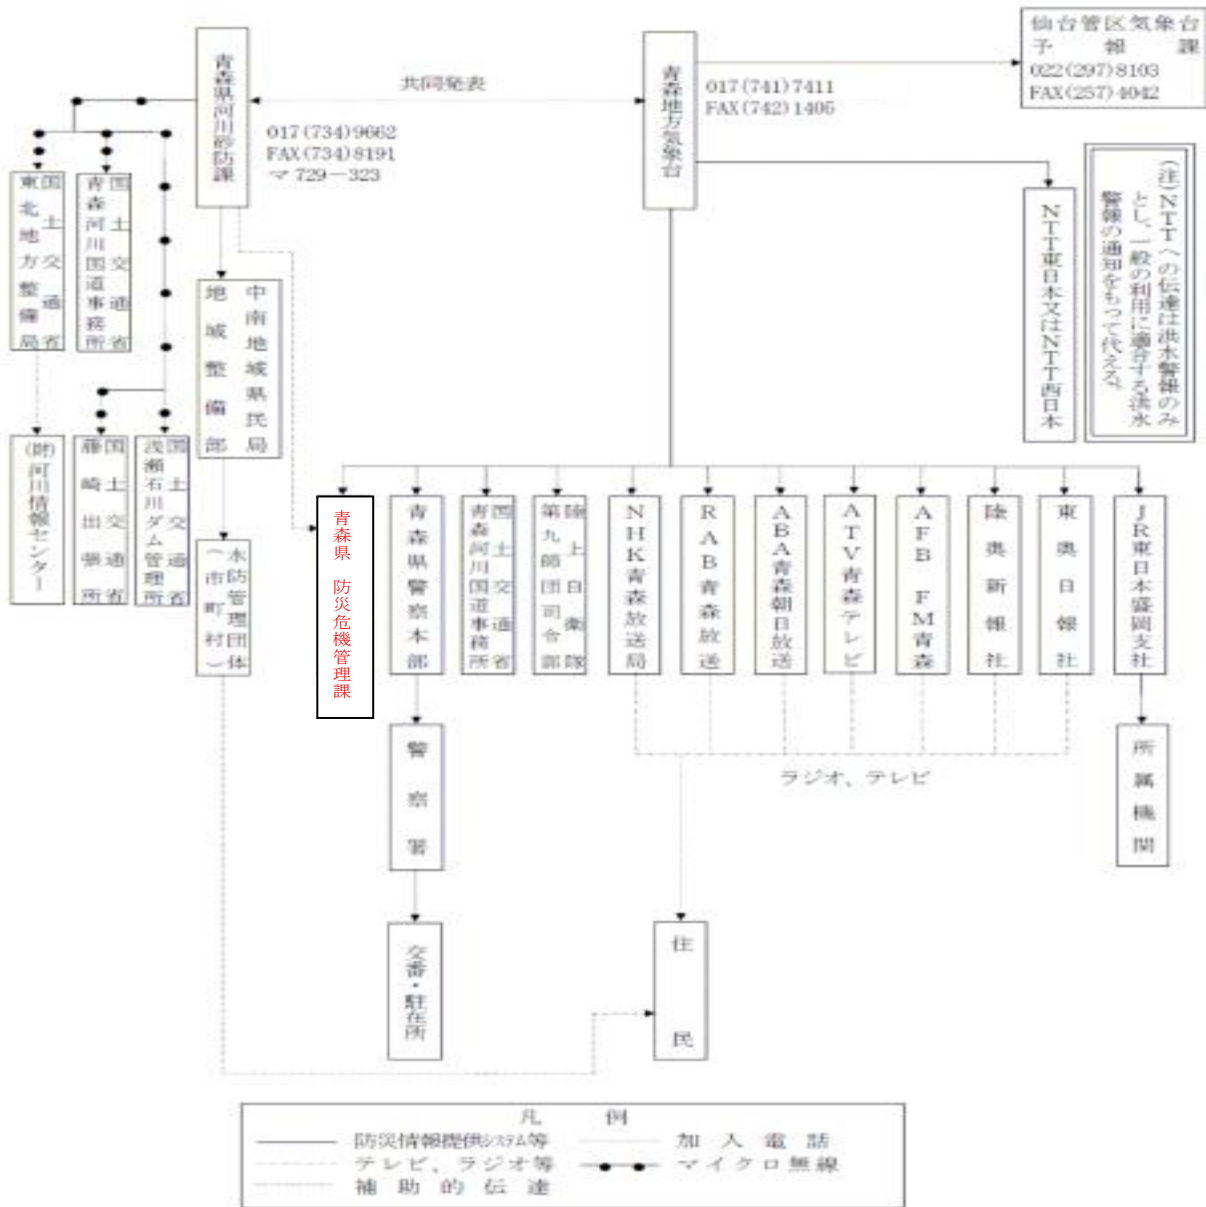 仙台管区気象台
予報課
022(297)8103
FAX(257)4042
青森県河川砂防課
共同発表
青森地方気象台
017(741)7411
FAX(742)1405
017(734)9662
FAX(734)8191
マ729－323
国土交通省
東北地方整備局
国土交通省
青森河川国道事務所
中南地域県民局
地域整備部
NTT東日本又はNTT西日本
(注)NTTへの伝達は洪水警報のみ
とし、一般の利用に適合する洪水
警報の通知をもって代える。
(財)河川情報センター
国土交通省
藤崎出張所
国土交通省
浅瀬石川ダム管理所
水防管理団体
(市町村)
青森県 防災危機管理課
青森県警察本部
国土交通省
青森河川国道事務所
陸上自衛隊
第九師団司令部
NHK青森放送局
RAB青森放送
ABA青森朝日放送
ATV青森テレビ
AFB FM青森
陸奥新報社
東奥日報社
JR東日本盛岡支社
警察署
ラジオ、テレビ
所属機関
交番・駐在所
住民
凡例
防災情報提供システム等
加入電話
テレビ、ラジオ等
マイクロ無線
補助的伝達